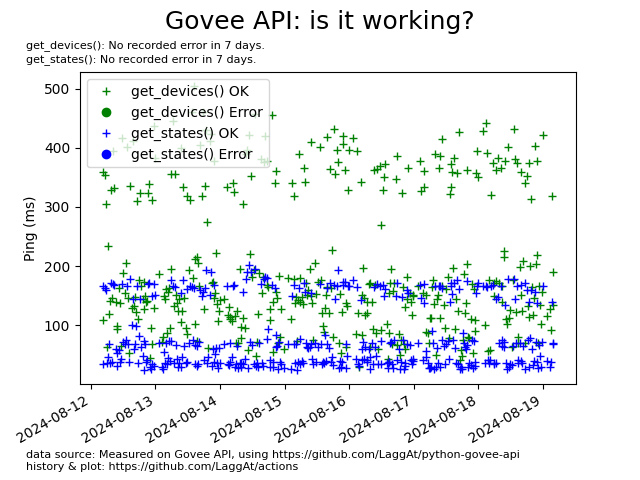 Govee API: is it working?
get_devices(): No recorded error in 7 days.
get_states(): No recorded error in 7 days.
get_devices() OK
get_devices() Error
get_states() OK
get_states() Error
Ping (ms)
500
400
300
200
100
2024-08-12
2024-08-13
2024-08-14
2024-08-15
2024-08-16
2024-08-17
2024-08-18
2024-08-19
data source: Measured on Govee API, using https://github.com/LaggAt/python-govee-api
history & plot: https://github.com/LaggAt/actions